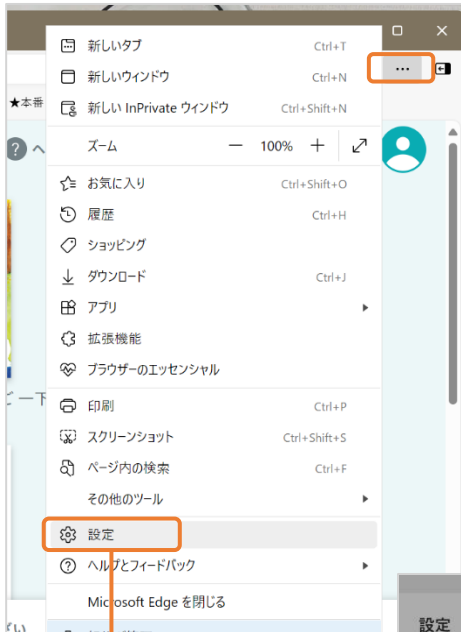 新しいタブ Ctrl+T
新しいウィンドウ Ctrl+N
★本番
新しい InPrivate ウィンドウ Ctrl+Shift+N
ズーム — 100% +
? へ
お気に入り Ctrl+Shift+O
履歴 Ctrl+H
ショッピング
ダウンロード Ctrl+J
アプリ
拡張機能
ブラウザーのエッセンシャル
印刷 Ctrl+P
スクリーンショット Ctrl+Shift+S
ページ内の検索 Ctrl+F
その他のツール
設定
ヘルプとフィードバック
Microsoft Edge を閉じる
設定